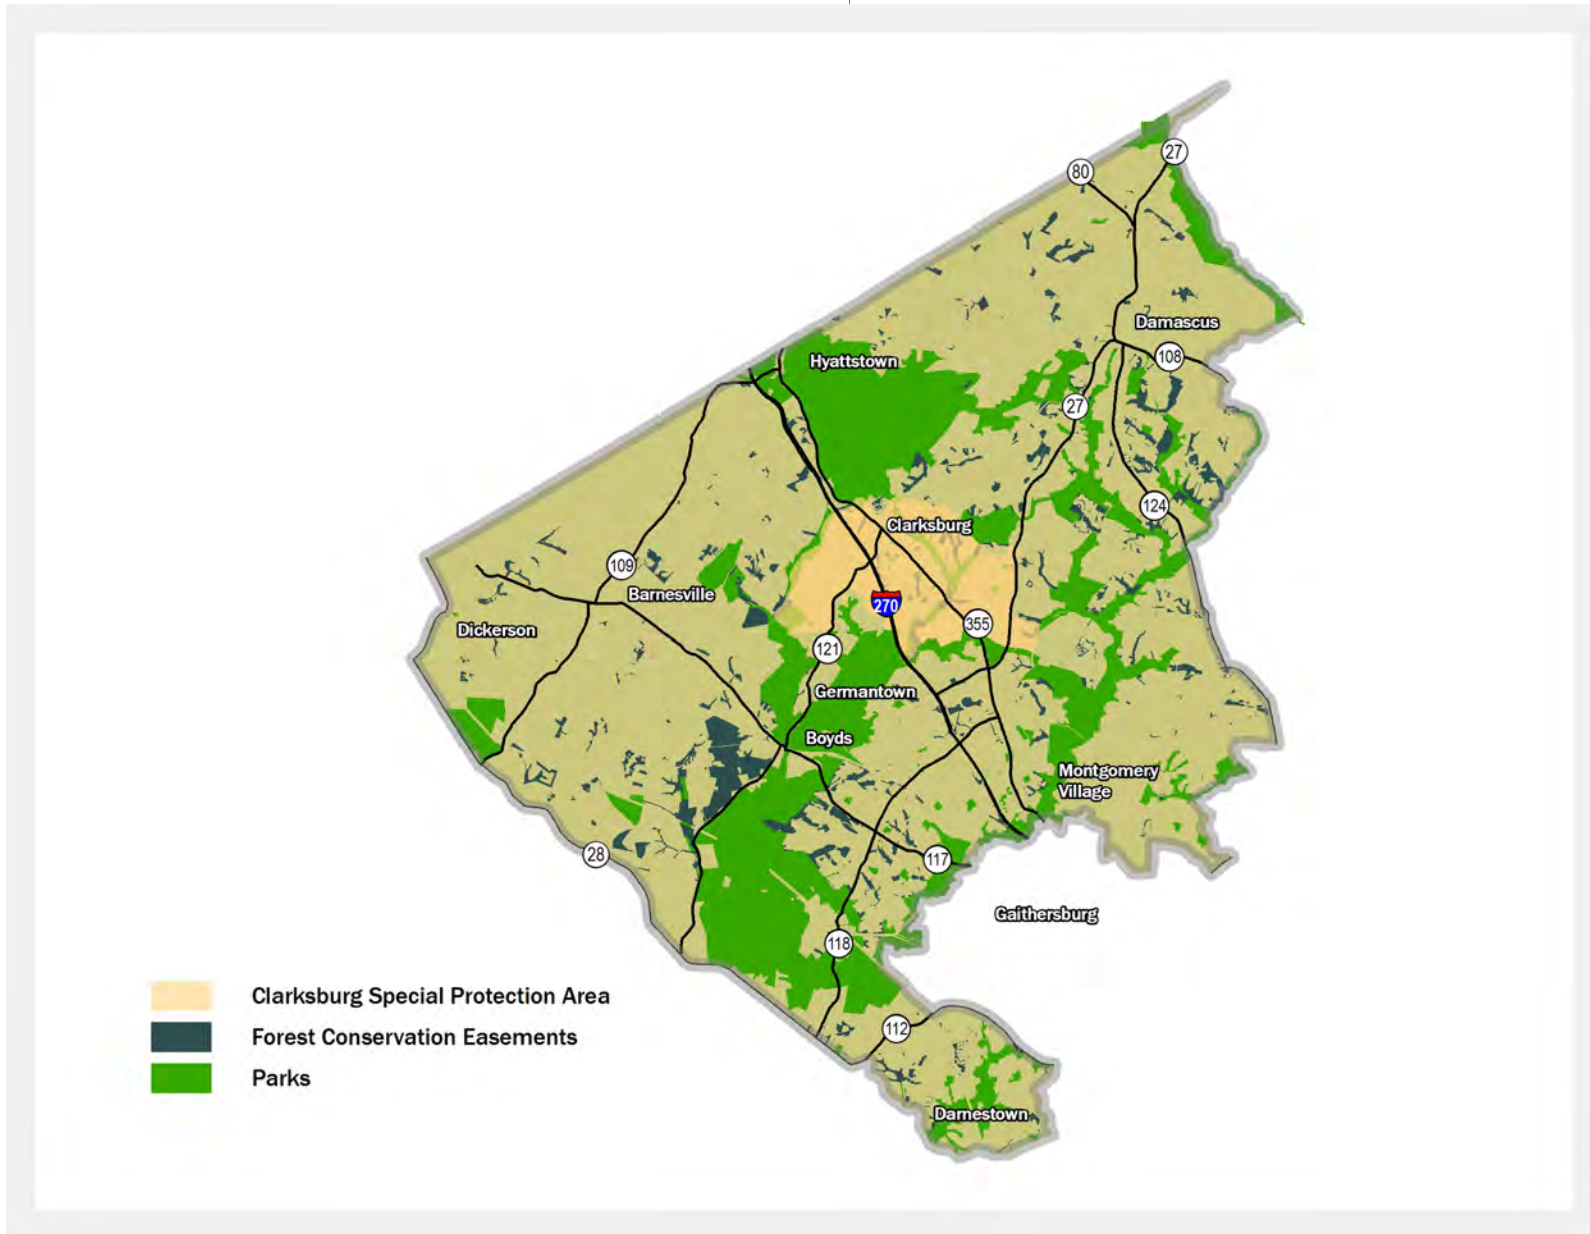 27
80
Damascus
108
Hyattstown
27
124
Clarksburg
109
Barnesville
270
Dickerson
355
121
Germantown
Boyds
Montgomery
Village
28
117
Gaithersburg
118
Clarksburg Special Protection Area
112
Forest Conservation Easements
Parks
Darnestown